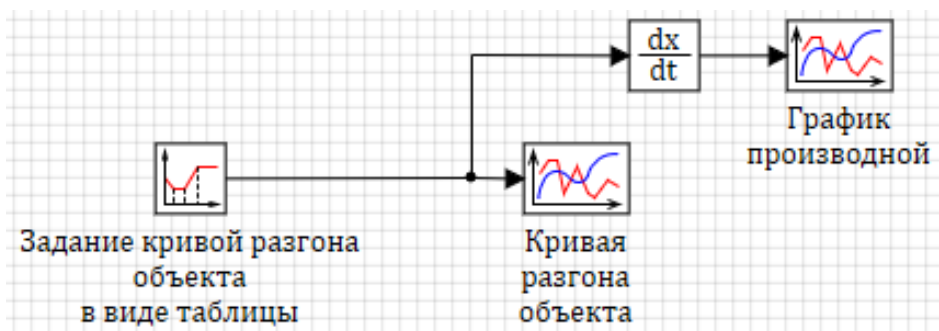 dx
dt
График
производной
Задание кривой разгона
объекта
в виде таблицы
Кривая
разгона
объекта